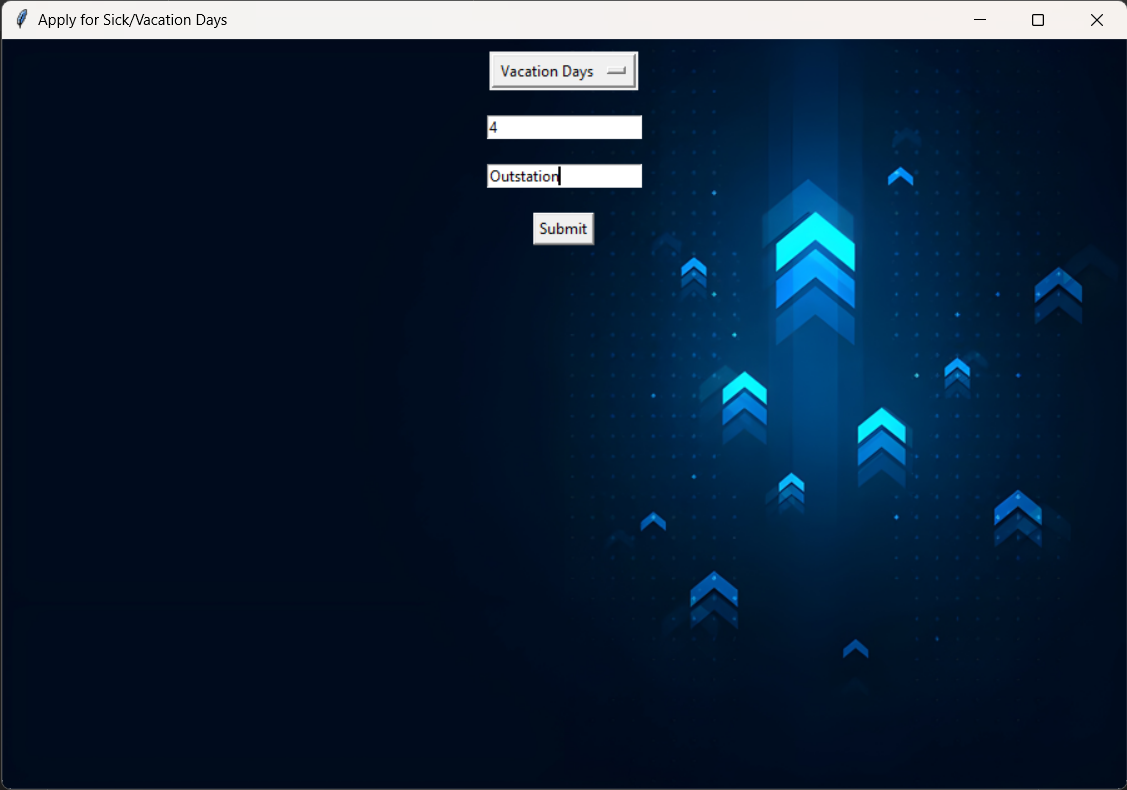 Apply for Sick/Vacation Days
Vacation Days
4
Outstation
Submit